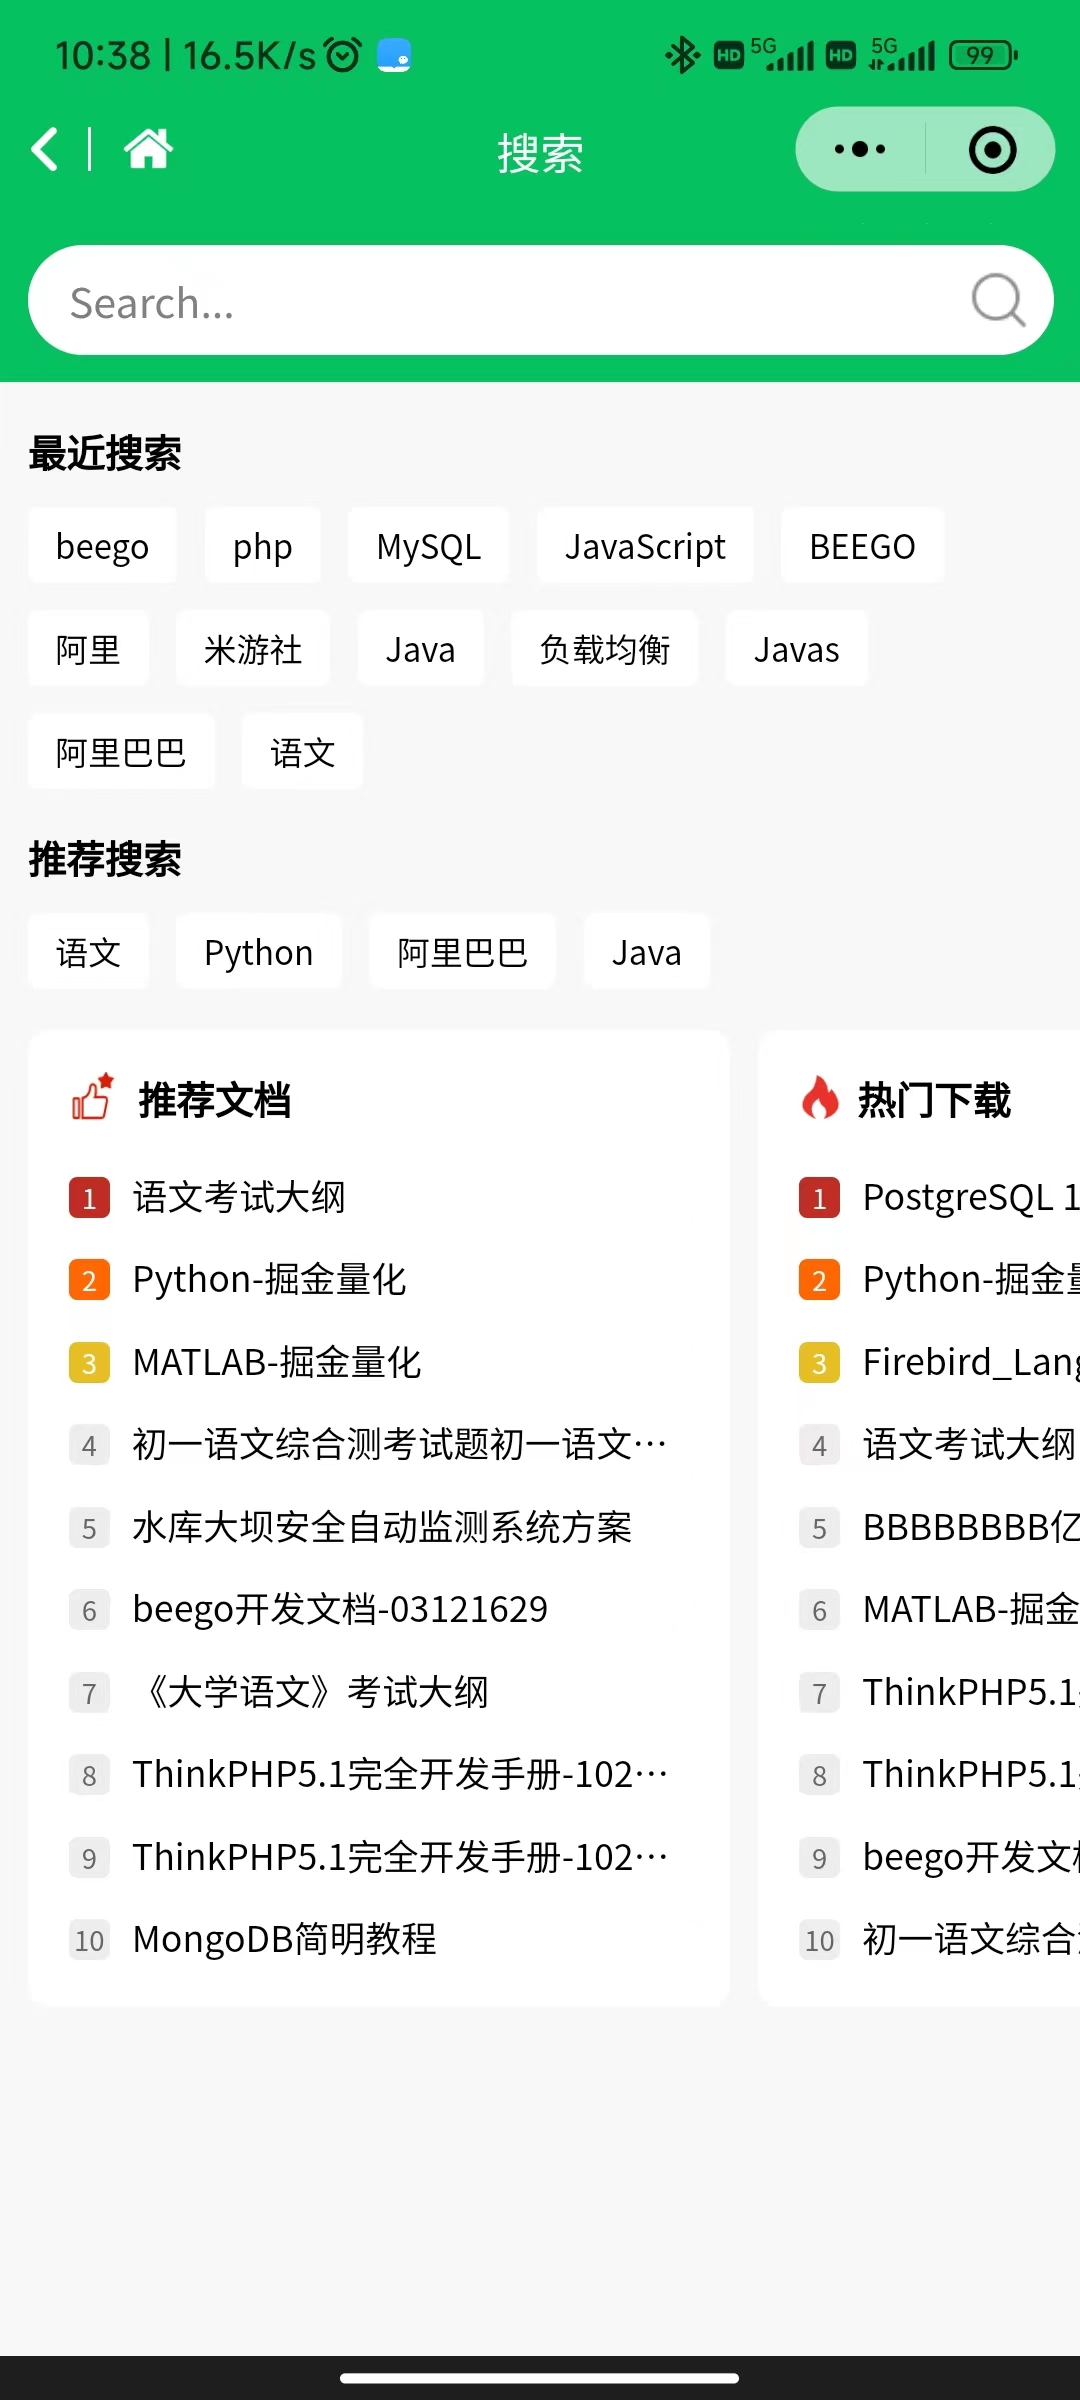 10:38 | 16.5K/s HD 5G HD 5G 99
搜索
Search...
最近搜索
beego php MySQL JavaScript BEEGO
阿里 米游社 Java 负载均衡 Javas
阿里巴巴 语文
推荐搜索
语文 Python 阿里巴巴 Java
推荐文档
1 语文考试大纲
2 Python-掘金量化
3 MATLAB-掘金量化
4 初一语文综合测考试题初一语文…
5 水库大坝安全自动监测系统方案
6 beego开发文档-03121629
7 《大学语文》考试大纲
8 ThinkPHP5.1完全开发手册-102…
9 ThinkPHP5.1完全开发手册-102…
10 MongoDB简明教程
热门下载
1 PostgreSQL 1
2 Python-掘金
3 Firebird_Lang
4 语文考试大纲
5 BBBBBBBB亿
6 MATLAB-掘金
7 ThinkPHP5.1
8 ThinkPHP5.1
9 beego开发文
10 初一语文综合